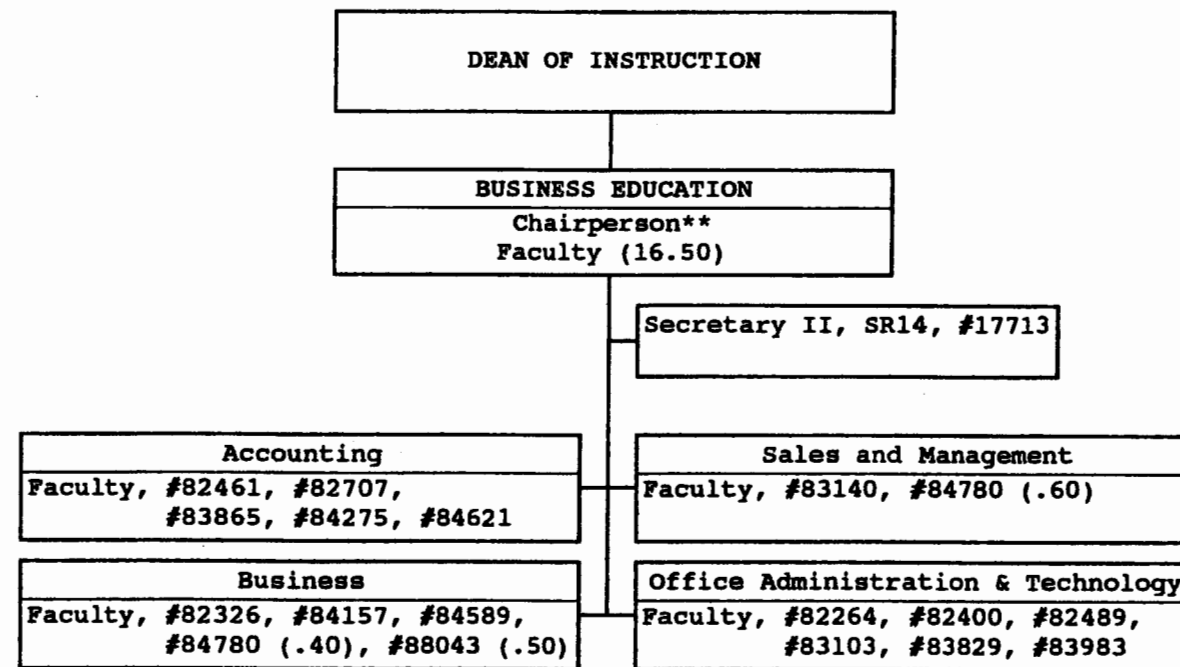 DEAN OF INSTRUCTION
BUSINESS EDUCATION
Chairperson**
Faculty (16.50)
Secretary II, SR14, #17713
Accounting
Faculty, #82461, #82707,
#83865, #84275, #84621
Sales and Management
Faculty, #83140, #84780 (.60)
Business
Faculty, #82326, #84157, #84589,
#84780 (.40), #88043 (.50)
Office Administration & Technology
Faculty, #82264, #82400, #82489,
#83103, #83829, #83983